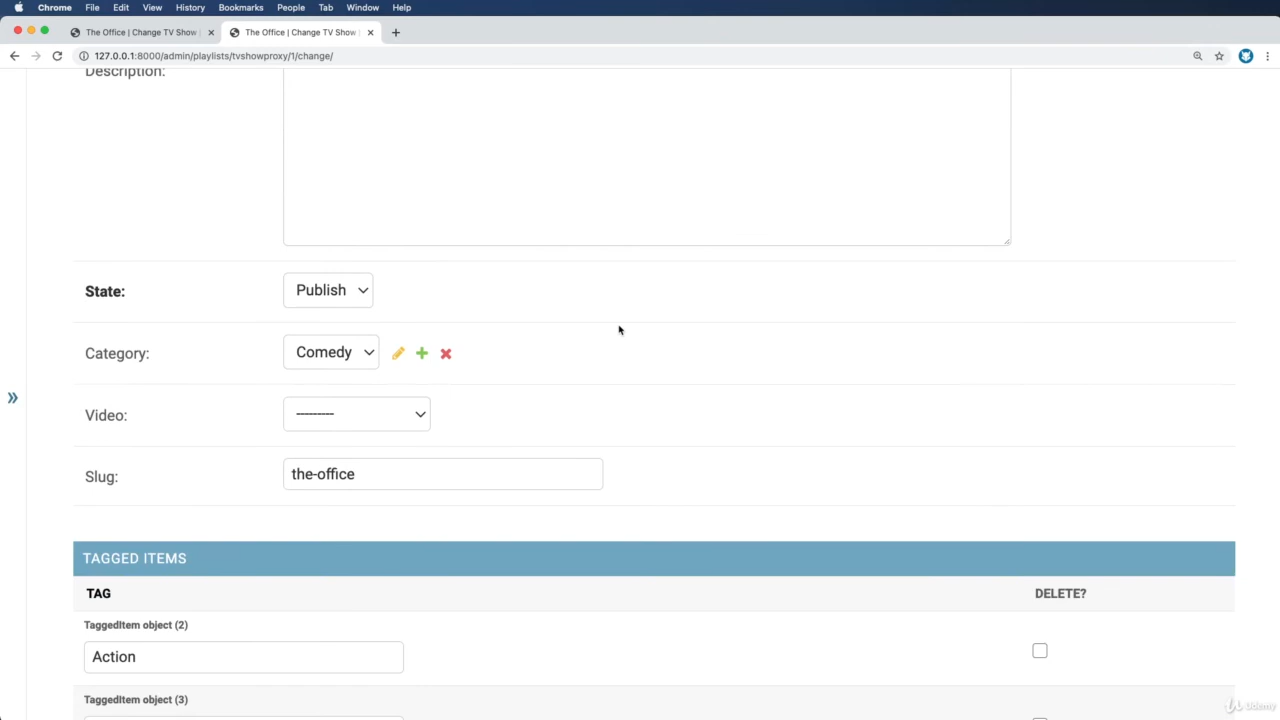 Chrome File Edit View History Bookmarks People Tab Window Help
The Office | Change TV Show
The Office | Change TV Show
127.0.0.1:8000/admin/playlists/tvshowproxy/1/change/
Description:
State:
Publish
Category:
Comedy
Video:
---------
Slug:
the-office
TAGGED ITEMS
TAG
DELETE?
TaggedItem object (2)
Action
TaggedItem object (3)
Udemy